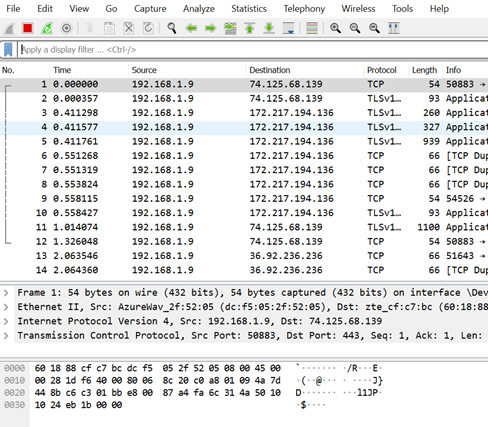 File View Go Capture Analyze Statistics Telephony Wireless Tools Help
Apply a display filter ... <Ctrl-/>
No. Time Source Destination Protocol Length Info
1 0.000000 192.168.1.9 74.125.68.139 TCP 54 50883 →
2 0.000357 192.168.1.9 74.125.68.139 TLSv1… 93 Applicat
3 0.411298 192.168.1.9 172.217.194.136 TLSv1… 260 Applicat
4 0.411577 192.168.1.9 172.217.194.136 TLSv1… 327 Applicat
5 0.411761 192.168.1.9 172.217.194.136 TLSv1… 939 Applicat
6 0.551268 192.168.1.9 172.217.194.136 TCP 66 [TCP Dup
7 0.551319 192.168.1.9 172.217.194.136 TCP 66 [TCP Dup
8 0.553824 192.168.1.9 172.217.194.136 TCP 66 [TCP Dup
9 0.558115 192.168.1.9 172.217.194.136 TCP 54 54526 →
10 0.558427 192.168.1.9 172.217.194.136 TLSv1… 93 Applicat
11 1.014074 192.168.1.9 74.125.68.139 TLSv1… 1100 Applicat
12 1.326048 192.168.1.9 74.125.68.139 TCP 54 50883 →
13 2.063546 192.168.1.9 36.92.236.236 TCP 66 51643 →
14 2.064360 192.168.1.9 36.92.236.236 TCP 66 [TCP Dup
Frame 1: 54 bytes on wire (432 bits), 54 bytes captured (432 bits) on interface \Dev
Ethernet II, Src: AzureWav_2f:52:05 (dc:f5:05:2f:52:05), Dst: zte_cf:c7:bc (60:18:88
Internet Protocol Version 4, Src: 192.168.1.9, Dst: 74.125.68.139
Transmission Control Protocol, Src Port: 50883, Dst Port: 443, Seq: 1, Ack: 1, Len:
0000 60 18 88 cf c7 bc dc f5 05 2f 52 05 08 00 45 00 `······· ·/R···E·
0010 00 28 1d f6 40 00 80 06 8c 20 c0 a8 01 09 4a 7d ·(··@··· · ····J}
0020 44 8b c6 c3 01 bb e8 00 87 a4 fa 6c 31 4a 50 10 D······· ···l1JP·
0030 10 24 eb 1b 00 00 ·$····